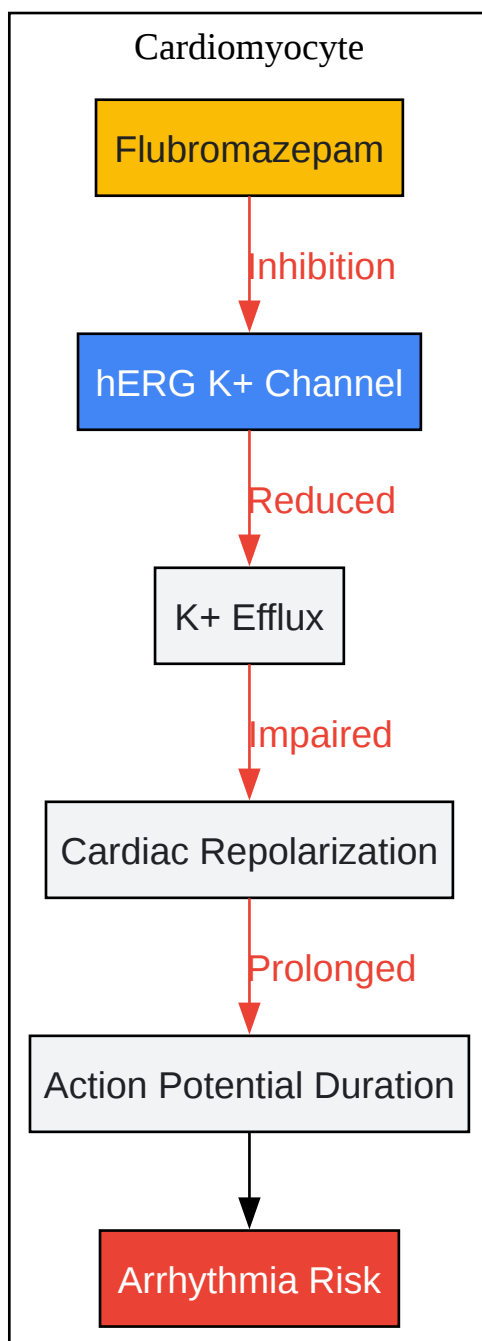 Cardiomyocyte
Flubromazepam
Inhibition
hERG K+ Channel
Reduced
K+ Efflux
Impaired
Cardiac Repolarization
Prolonged
Action Potential Duration
Arrhythmia Risk